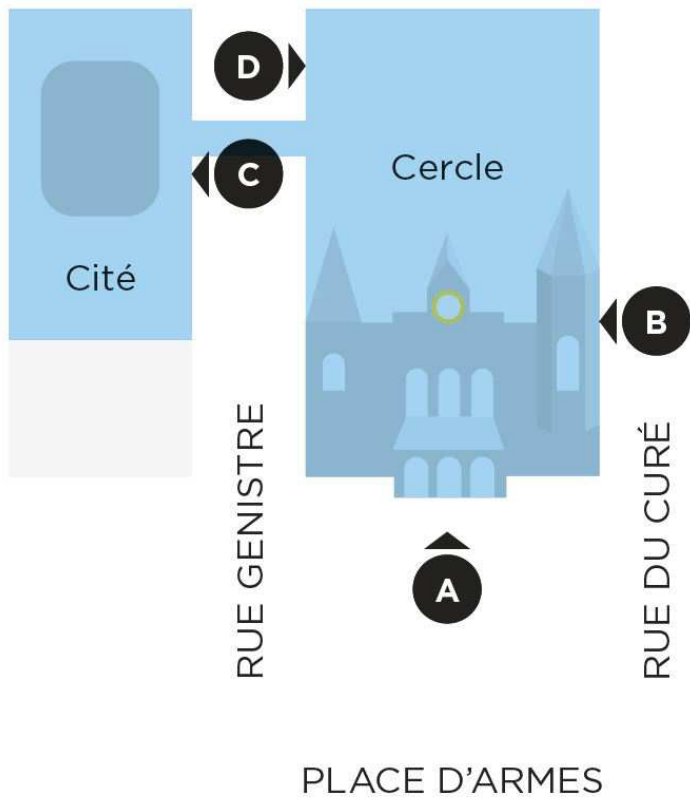 D
C
Cercle
Cité
B
RUE GENISTRE
RUE DU CURÉ
A
PLACE D'ARMES